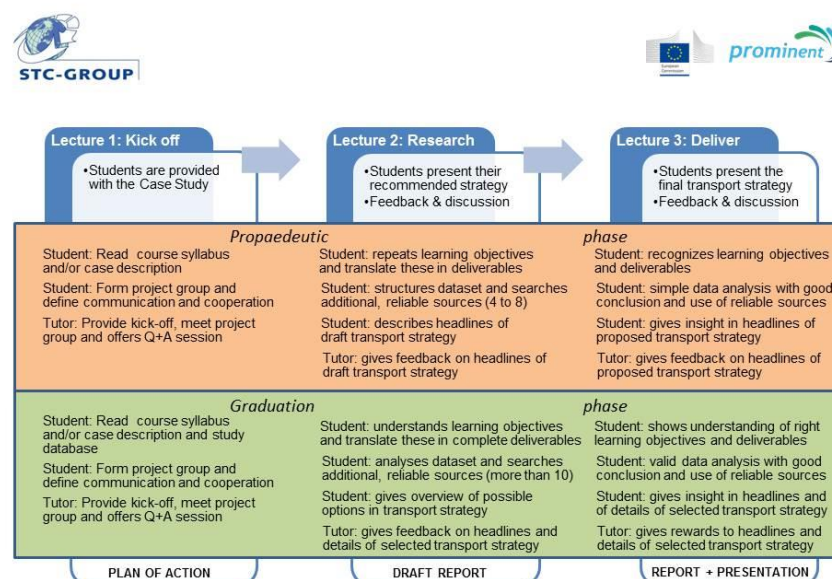 STC-GROUP
European
Commission
prominent
Lecture 1: Kick off
•Students are provided
with the Case Study
Lecture 2: Research
•Students present their
recommended strategy
•Feedback & discussion
Lecture 3: Deliver
•Students present the
final transport strategy
•Feedback & discussion
Propaedeutic phase
Student: Read course syllabus
and/or case description
Student: Form project group and
define communication and cooperation
Tutor: Provide kick-off, meet project
group and offers Q+A session
Student: repeats learning objectives
and translate these in deliverables
Student: structures dataset and searches
additional, reliable sources (4 to 8)
Student: describes headlines of
draft transport strategy
Tutor: gives feedback on headlines of
draft transport strategy
Student: recognizes learning objectives
and deliverables
Student: simple data analysis with good
conclusion and use of reliable sources
Student: gives insight in headlines of
proposed transport strategy
Tutor: gives feedback on headlines of
proposed transport strategy
Graduation phase
Student: Read course syllabus
and/or case description and study
database
Student: Form project group and
define communication and cooperation
Tutor: Provide kick-off, meet project
group and offers Q+A session
Student: understands learning objectives
and translate these in complete deliverables
Student: analyses dataset and searches
additional, reliable sources (more than 10)
Student: gives overview of possible
options in transport strategy
Tutor: gives feedback on headlines and
details of selected transport strategy
Student: shows understanding of right
learning objectives and deliverables
Student: valid data analysis with good
conclusion and use of reliable sources
Student: gives insight in headlines and
of details of selected transport strategy
Tutor: gives rewards to headlines and
details of selected transport strategy
PLAN OF ACTION
DRAFT REPORT
REPORT + PRESENTATION